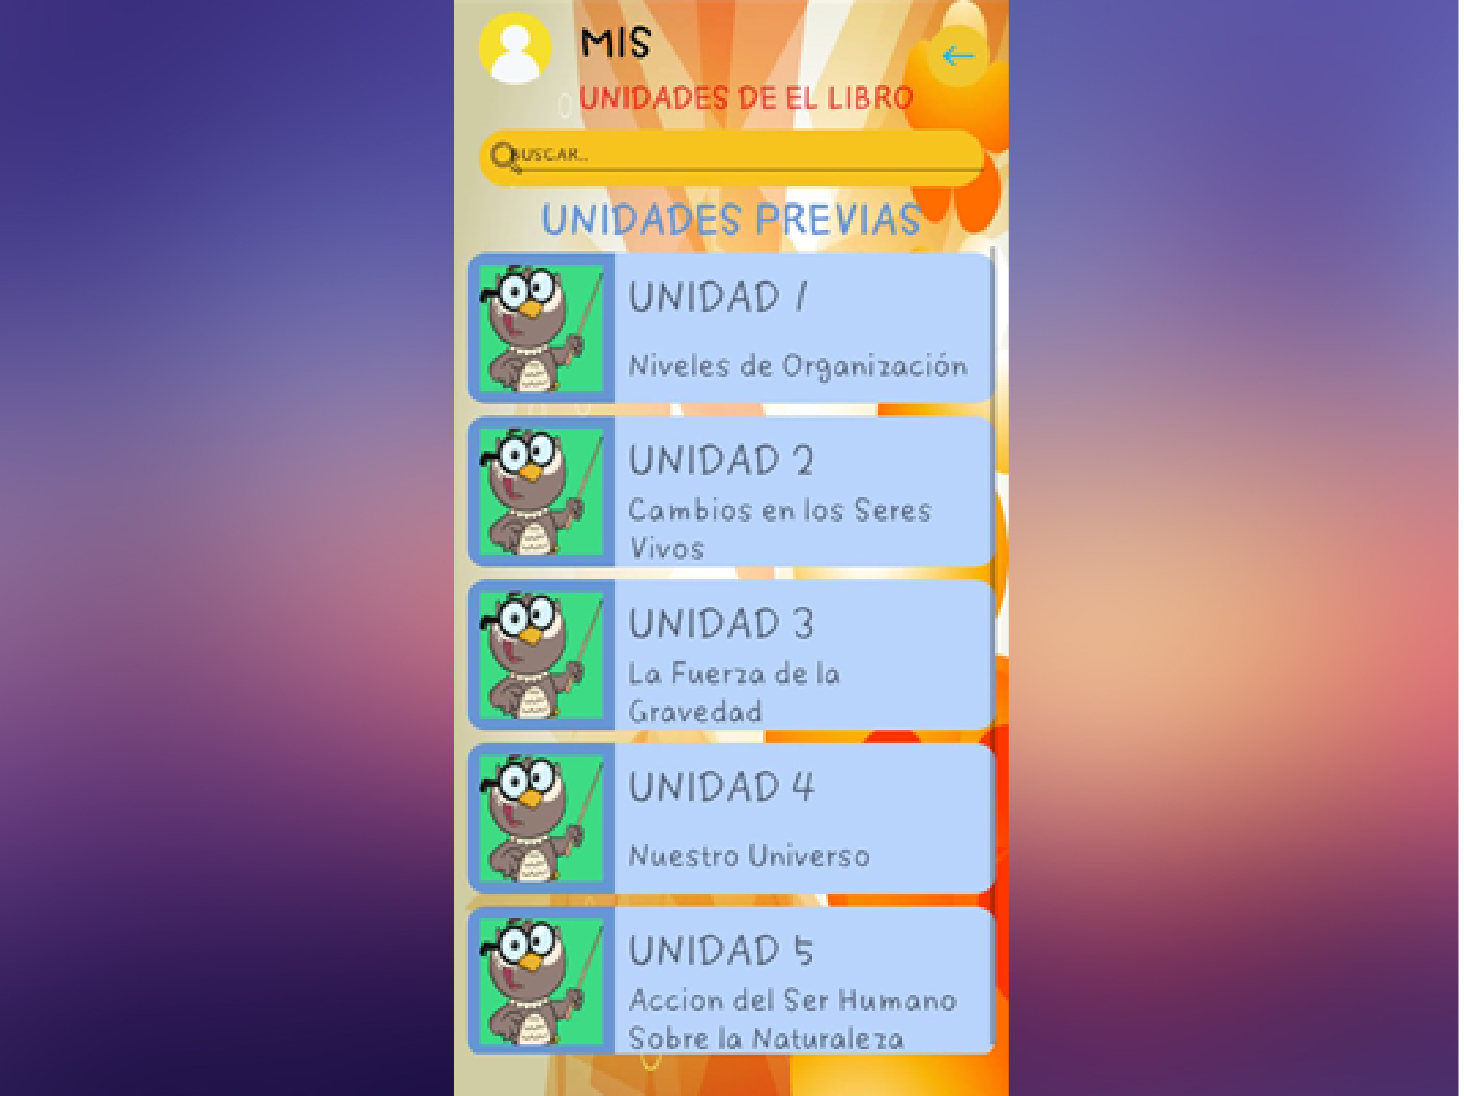 MIS
UNIDADES DE EL LIBRO
BUSCAR..
UNIDADES PREVIAS
UNIDAD 1
Niveles de Organización
UNIDAD 2
Cambios en los Seres
Vivos
UNIDAD 3
La Fuerza de la
Gravedad
UNIDAD 4
Nuestro Universo
UNIDAD 5
Accion del Ser Humano
Sobre la Naturaleza